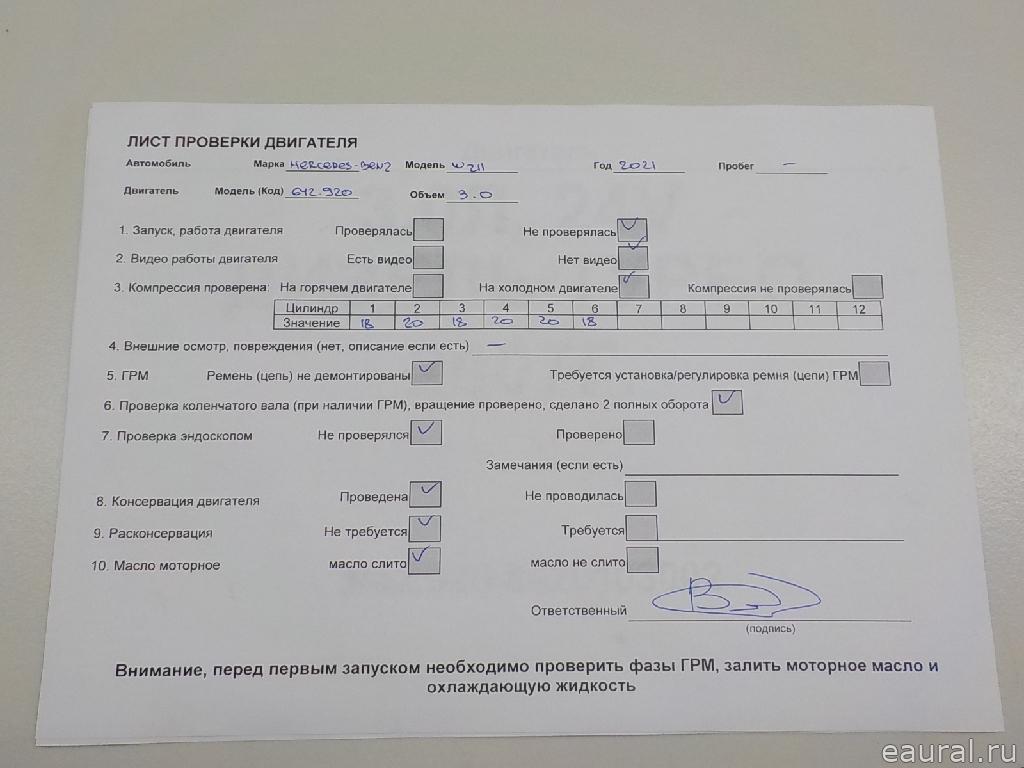 ЛИСТ ПРОВЕРКИ ДВИГАТЕЛЯ
Автомобиль Марка Mercedes-Benz Модель W211 Год 2021 Пробег —
Двигатель Модель (Код) 642.920 Объем 3.0
1. Запуск, работа двигателя Проверялась Не проверялась ✓
2. Видео работы двигателя Есть видео Нет видео ✓
3. Компрессия проверена: На горячем двигателе На холодном двигателе ✓ Компрессия не проверялась
Цилиндр 1 2 3 4 5 6 7 8 9 10 11 12
Значение 18 20 18 20 20 18
4. Внешние осмотр, повреждения (нет, описание если есть) —
5. ГРМ Ремень (цепь) не демонтированы ✓ Требуется установка/регулировка ремня (цепи) ГРМ
6. Проверка коленчатого вала (при наличии ГРМ), вращение проверено, сделано 2 полных оборота ✓
7. Проверка эндоскопом Не проверялся ✓ Проверено
Замечания (если есть)
8. Консервация двигателя Проведена ✓ Не проводилась
9. Расконсервация Не требуется ✓ Требуется
10. Масло моторное масло слито ✓ масло не слито
Ответственный
(подпись)
Внимание, перед первым запуском необходимо проверить фазы ГРМ, залить моторное масло и
охлаждающую жидкость
eaural.ru